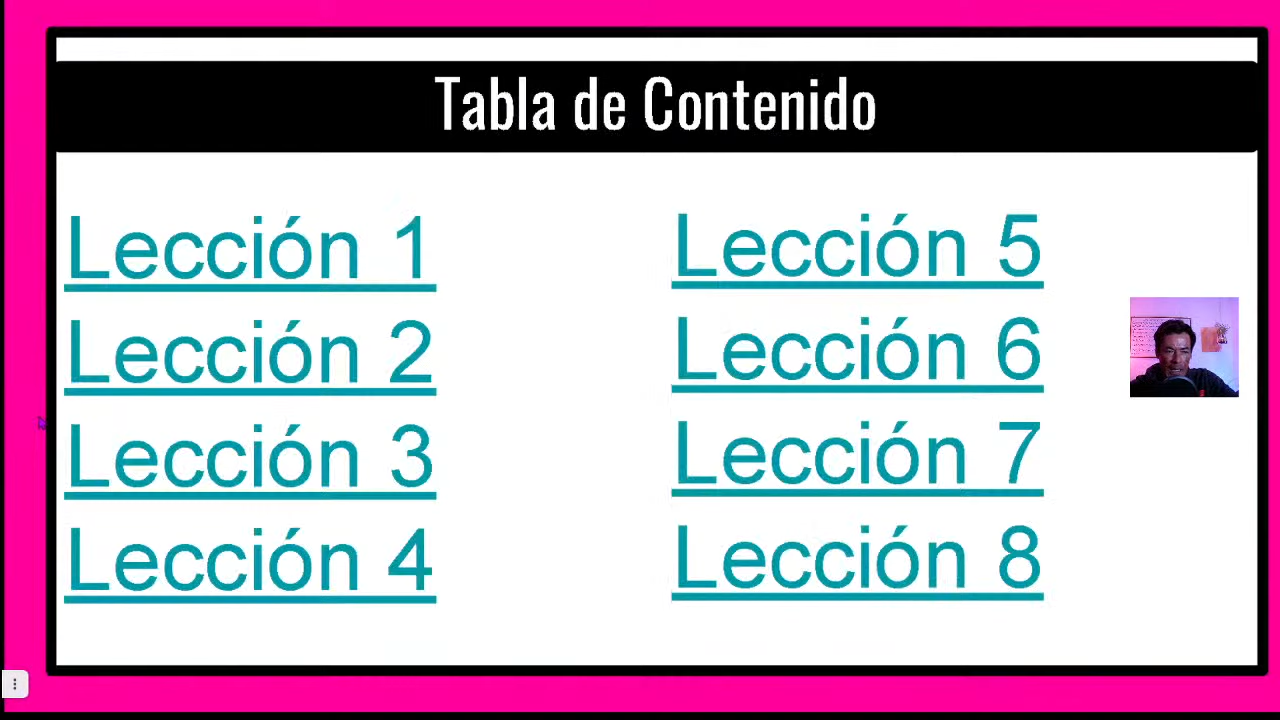 Tabla de Contenido
Lección 1
Lección 2
Lección 3
Lección 4
Lección 5
Lección 6
Lección 7
Lección 8